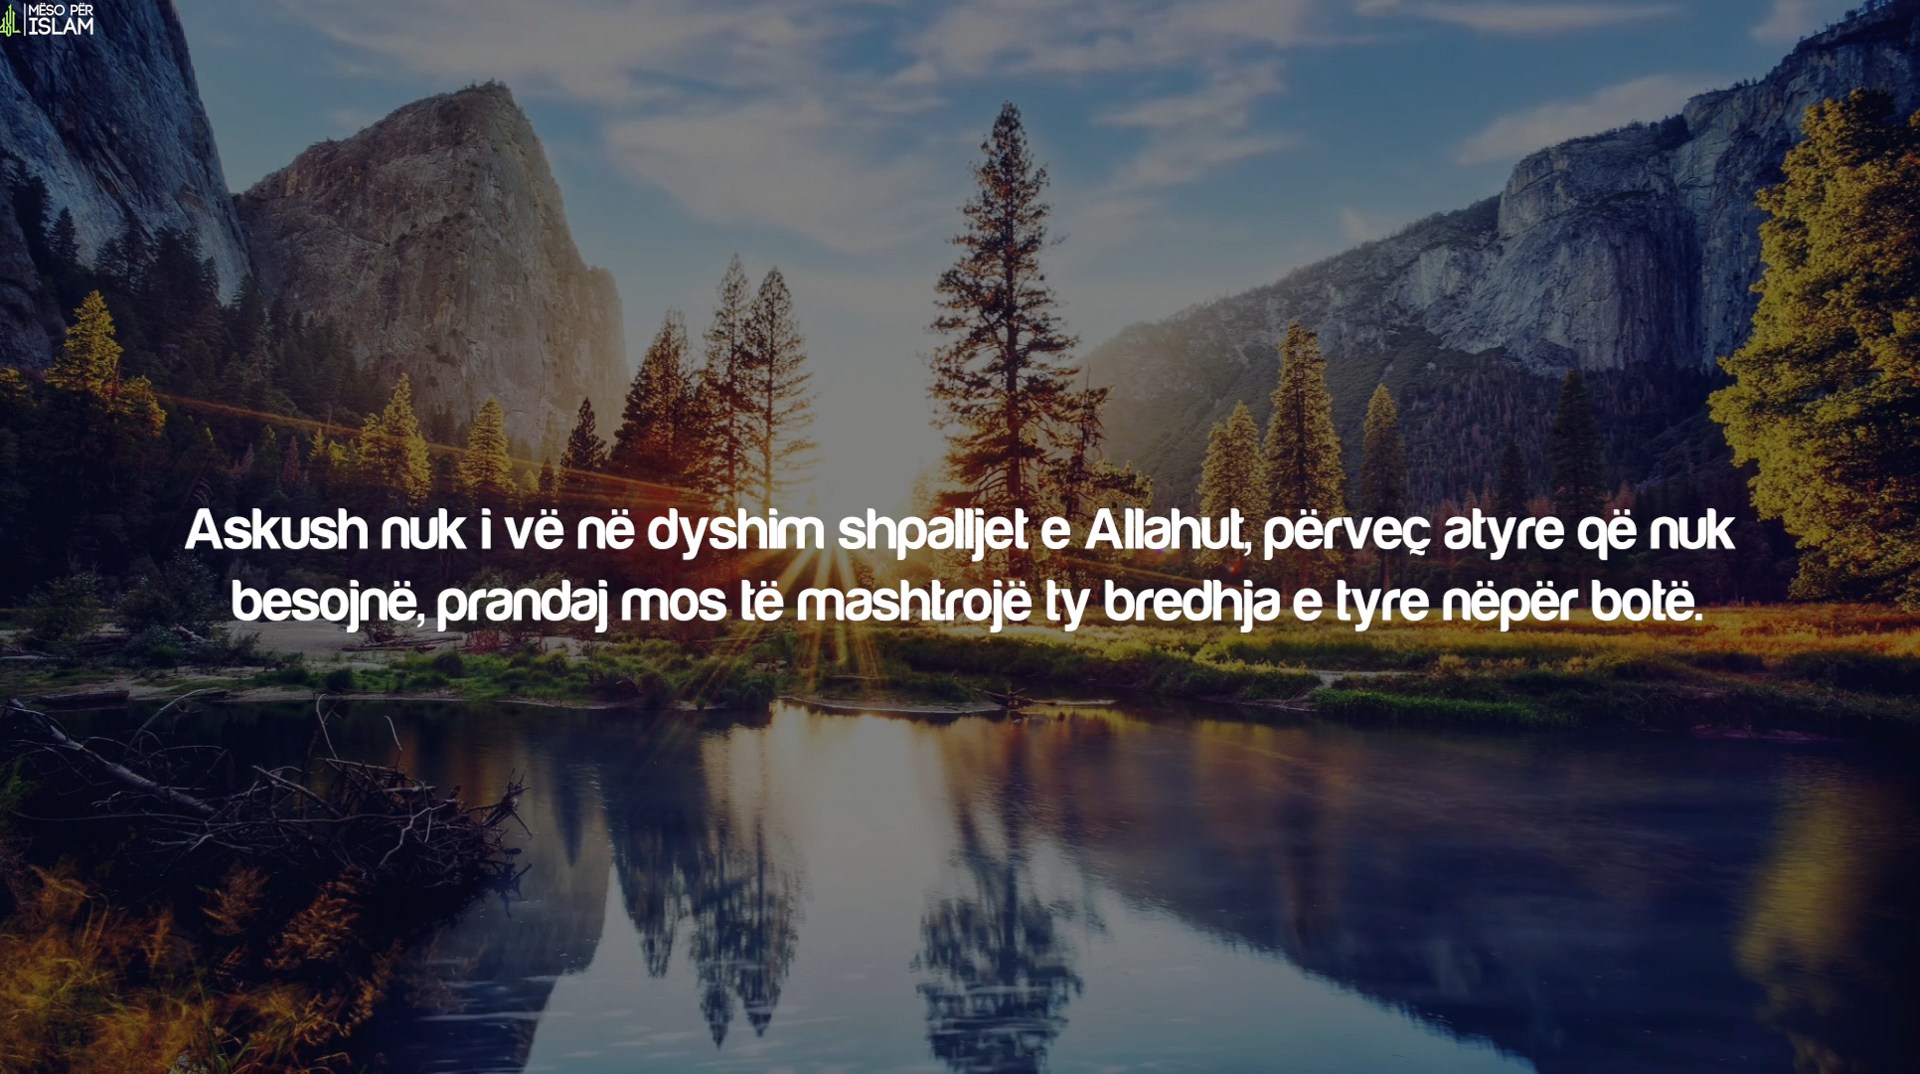 MËSO PËR
ISLAM
Askush nuk i vë në dyshim shpalljet e Allahut, përveç atyre që nuk
besojnë, prandaj mos të mashtrojë ty bredhja e tyre nëpër botë.